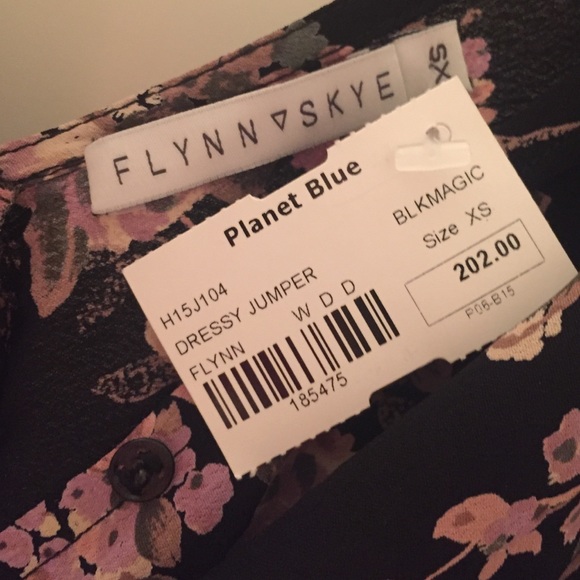 FLYNN ▽ SKYE
XS
Planet Blue
H15J104
BLKMAGIC
DRESSY JUMPER
Size XS
FLYNN W D D
202.00
185475
P06-B15